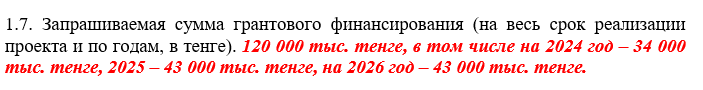 1.7. Запрашиваемая сумма грантового финансирования (на весь срок реализации
проекта и по годам, в тенге). 120 000 тыс. тенге, в том числе на 2024 год – 34 000
тыс. тенге, 2025 – 43 000 тыс. тенге, на 2026 год – 43 000 тыс. тенге.